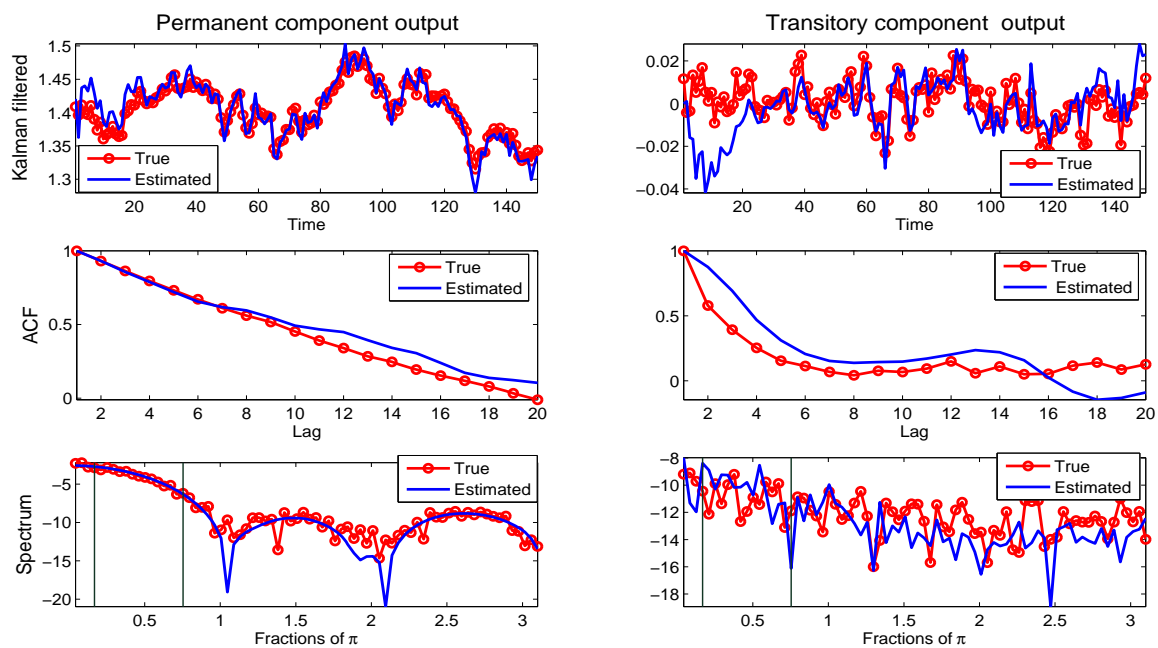 Permanent component output
Kalman filtered
1.5
1.45
1.4
1.35
1.3
True
Estimated
20 40 60 80 100 120 140
Time
Transitory component output
0.02
0
−0.02
−0.04
True
Estimated
20 40 60 80 100 120 140
Time
ACF
1
0.5
0
True
Estimated
2 4 6 8 10 12 14 16 18 20
Lag
1
0.5
0
True
Estimated
2 4 6 8 10 12 14 16 18 20
Lag
Spectrum
−5
−10
−15
−20
True
Estimated
0.5 1 1.5 2 2.5 3
Fractions of π
−8
−10
−12
−14
−16
−18
True
Estimated
0.5 1 1.5 2 2.5 3
Fractions of π